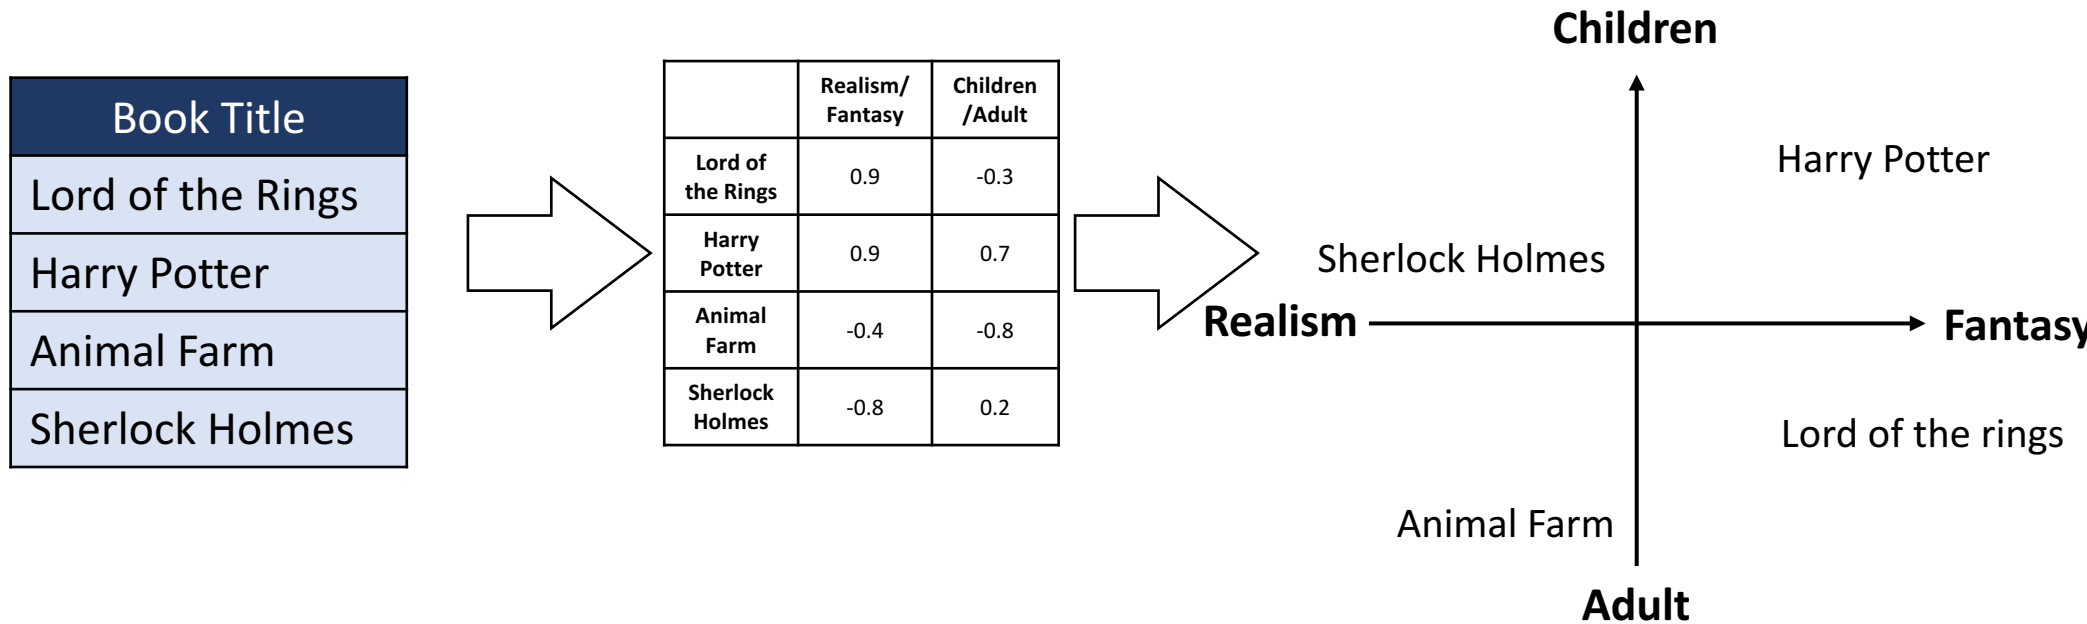 Book Title
Lord of the Rings
Harry Potter
Animal Farm
Sherlock Holmes
Realism/
Fantasy
Children
/Adult
Lord of
the Rings
0.9
-0.3
Harry
Potter
0.9
0.7
Animal
Farm
-0.4
-0.8
Sherlock
Holmes
-0.8
0.2
Children
Harry Potter
Sherlock Holmes
Realism
Fantasy
Lord of the rings
Animal Farm
Adult